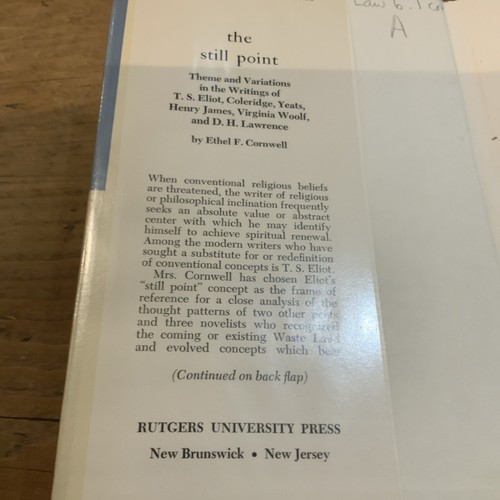 the
still point
Theme and Variations
in the Writings of
T. S. Eliot, Coleridge, Yeats,
Henry James, Virginia Woolf,
and D. H. Lawrence
by Ethel F. Cornwell
When conventional religious beliefs
are threatened, the writer of religious
or philosophical inclination frequently
seeks an absolute value or abstract
center with which he may identify
himself to achieve spiritual renewal.
Among the modern writers who have
sought a substitute for or redefinition
of conventional concepts is T. S. Eliot.
Mrs. Cornwell has chosen Eliot's
"still point" concept as the frame of
reference for a close analysis of the
thought patterns of two other poets
and three novelists who recognized
the coming or existing Waste Land
and evolved concepts which bear
(Continued on back flap)
RUTGERS UNIVERSITY PRESS
New Brunswick • New Jersey
A